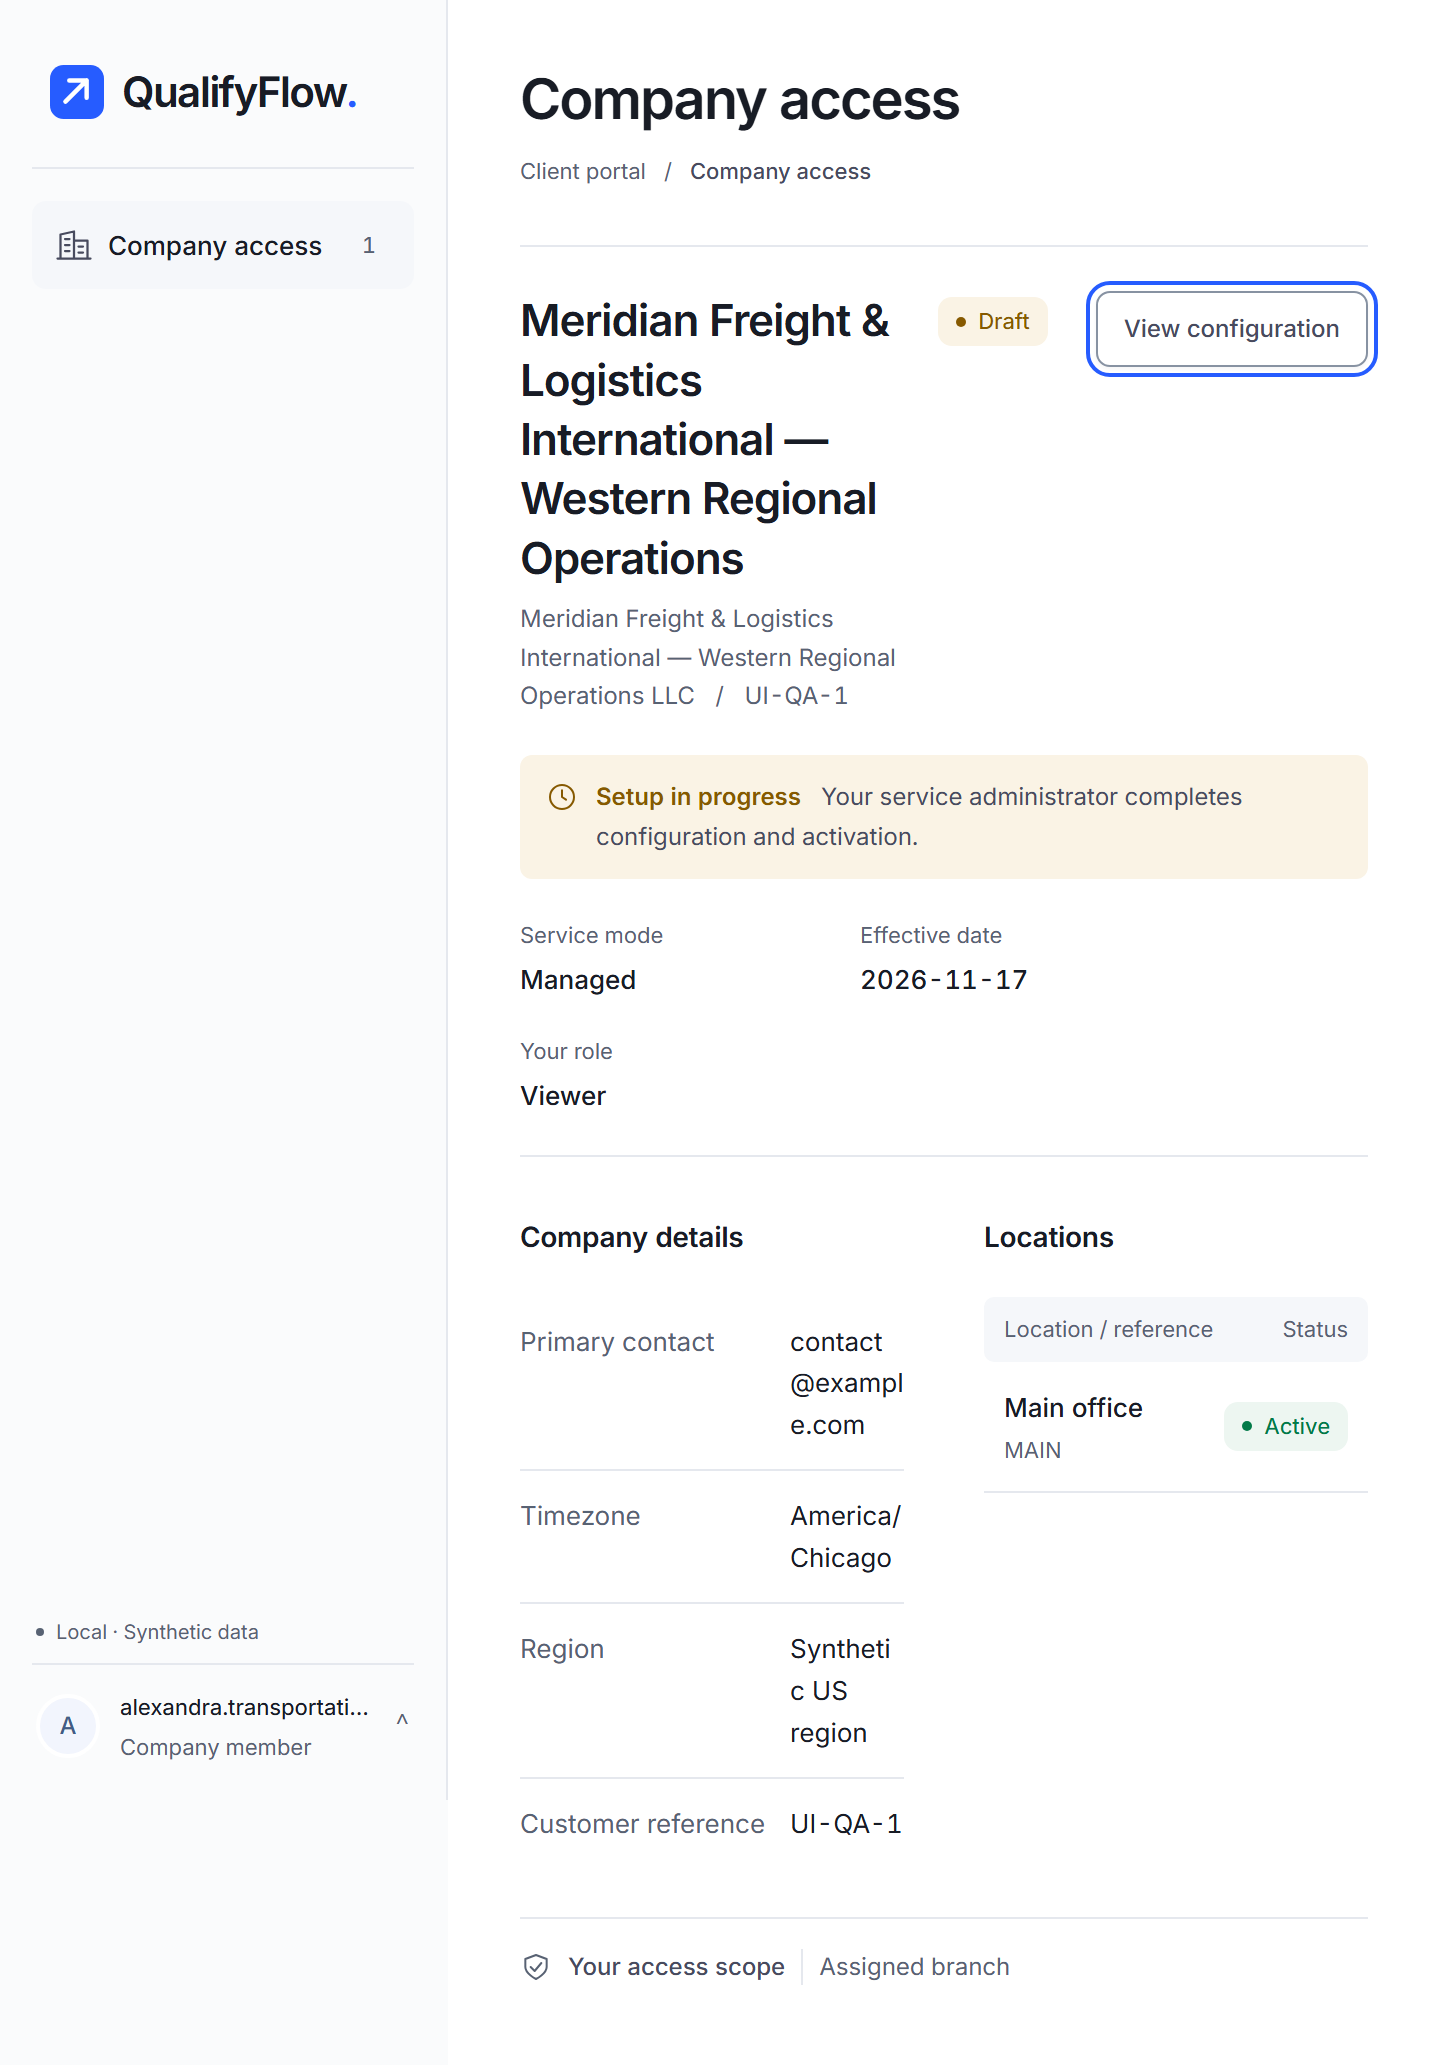 QualifyFlow.
Company access 1
Local · Synthetic data
A
alexandra.transportati...
Company member
^
Company access
Client portal / Company access
Meridian Freight &
Logistics
International —
Western Regional
Operations
Draft
View configuration
Meridian Freight & Logistics
International — Western Regional
Operations LLC / UI-QA-1
Setup in progress Your service administrator completes
configuration and activation.
Service mode
Managed
Effective date
2026-11-17
Your role
Viewer
Company details
Primary contact
contact
@exampl
e.com
Timezone
America/
Chicago
Region
Syntheti
c US
region
Customer reference UI-QA-1
Locations
Location / reference Status
Main office
MAIN
Active
Your access scope Assigned branch